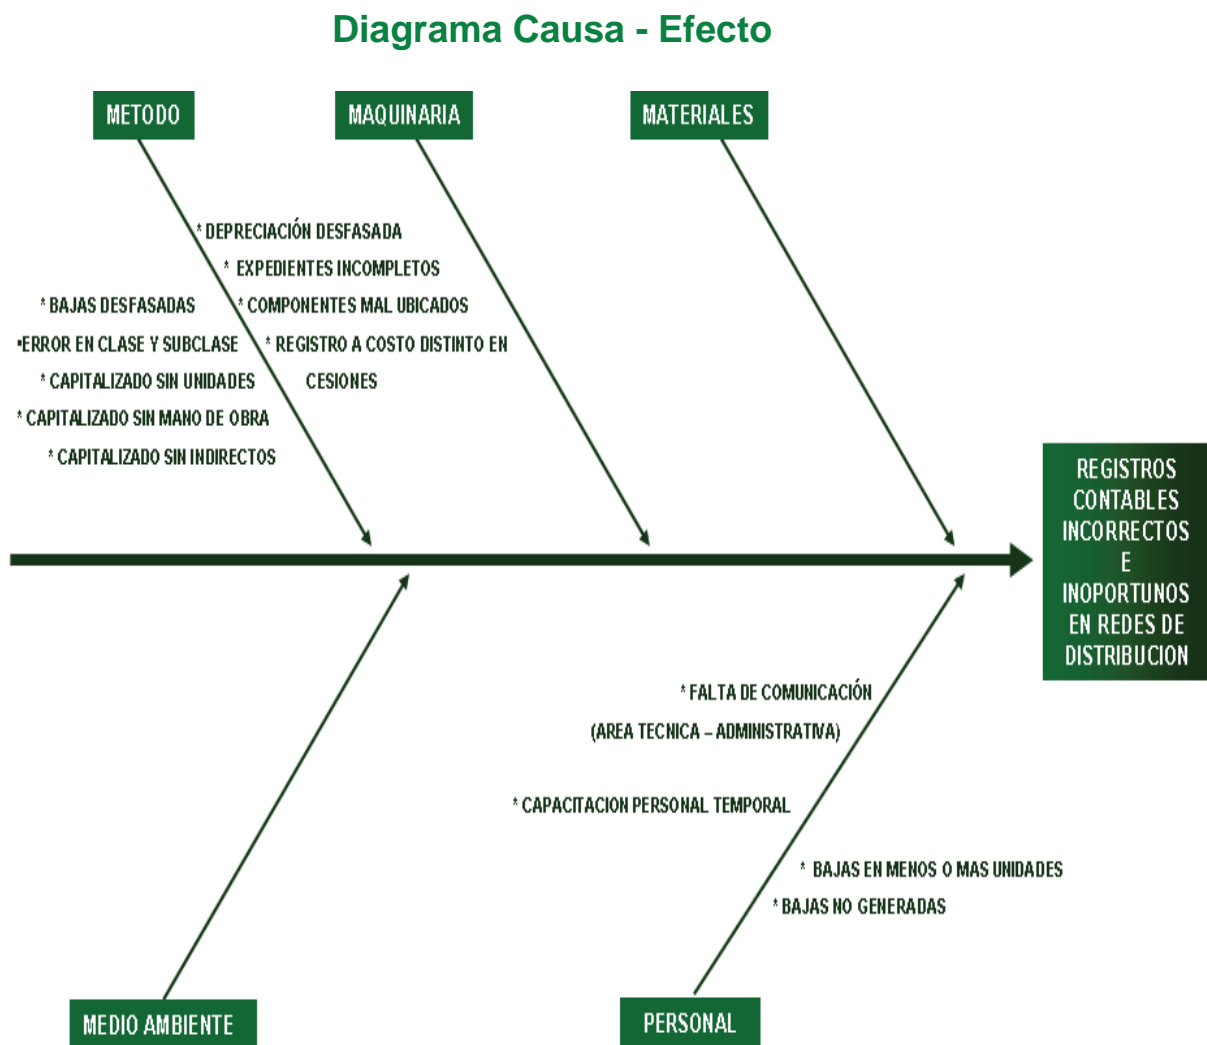 Diagrama Causa - Efecto
METODO
MAQUINARIA
MATERIALES
* DEPRECIACIÓN DESFASADA
* EXPEDIENTES INCOMPLETOS
* BAJAS DESFASADAS
* COMPONENTES MAL UBICADOS
▪ERROR EN CLASE Y SUBCLASE
* REGISTRO A COSTO DISTINTO EN
CESIONES
* CAPITALIZADO SIN UNIDADES
* CAPITALIZADO SIN MANO DE OBRA
* CAPITALIZADO SIN INDIRECTOS
REGISTROS
CONTABLES
INCORRECTOS
E
INOPORTUNOS
EN REDES DE
DISTRIBUCION
* FALTA DE COMUNICACIÓN
(AREA TECNICA – ADMINISTRATIVA)
* CAPACITACION PERSONAL TEMPORAL
* BAJAS EN MENOS O MAS UNIDADES
* BAJAS NO GENERADAS
MEDIO AMBIENTE
PERSONAL